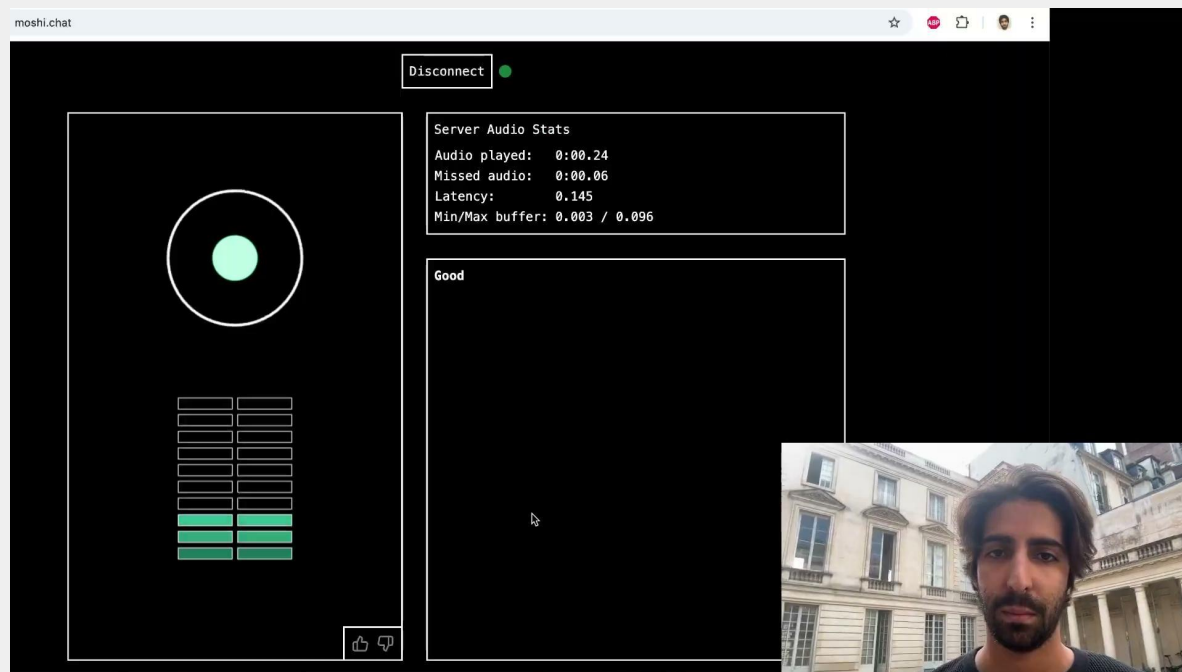 moshi.chat
ABP
Disconnect
Server Audio Stats
Audio played: 0:00.24
Missed audio: 0:00.06
Latency: 0.145
Min/Max buffer: 0.003 / 0.096
Good